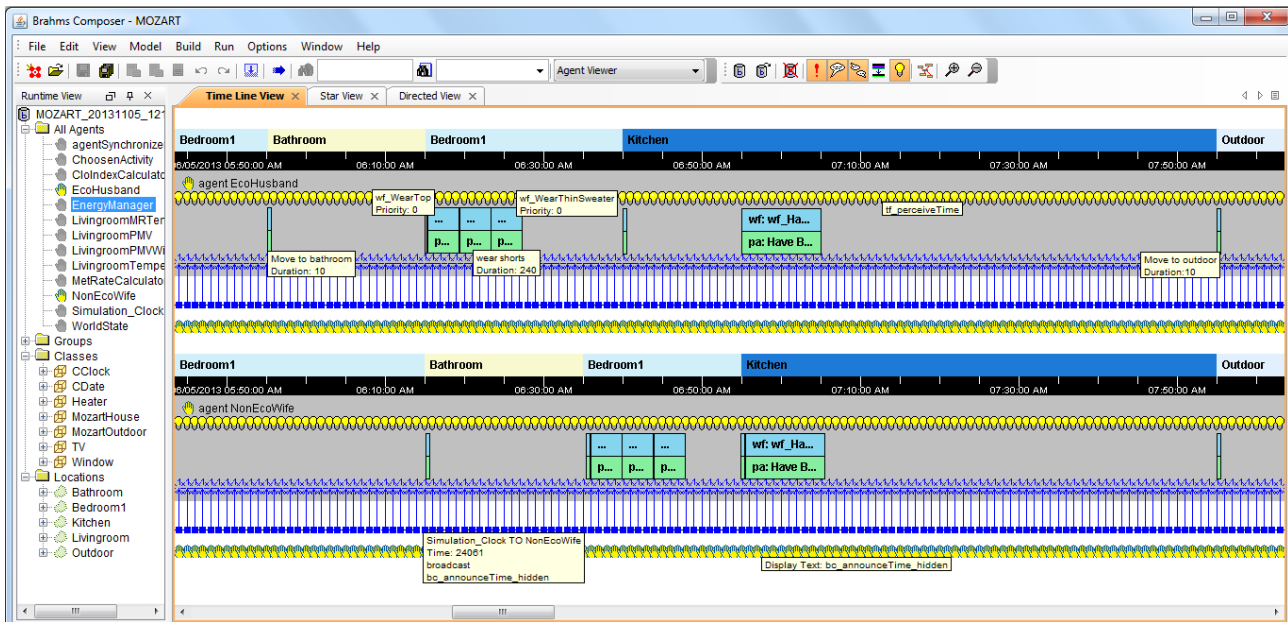 Brahms Composer - MOZART
File Edit View Model Build Run Options Window Help
Agent Viewer
Runtime View
Time Line View
Star View
Directed View
MOZART_20131105_121
All Agents
agentSynchronize
ChoosenActivity
CloIndexCalculato
EcoHusband
EnergyManager
LivingroomMRTer
LivingroomPMV
LivingroomPMVWi
LivingroomTempe
MetRateCalculato
NonEcoWife
Simulation_Clock
WorldState
Groups
Classes
CClock
CDate
Heater
MozartHouse
MozartOutdoor
TV
Window
Locations
Bathroom
Bedroom1
Kitchen
Livingroom
Outdoor
Bedroom1 Bathroom Bedroom1 Kitchen Outdoor
6/05/2013 05:50:00 AM 06:10:00 AM 06:30:00 AM 06:50:00 AM 07:10:00 AM 07:30:00 AM 07:50:00 AM
agent EcoHusband
wf_WearTop
Priority: 0
wf_WearThinSweater
Priority: 0
tf_perceiveTime
... ... ... wf: wf_Ha...
p... p... p... pa: Have B...
Move to bathroom
Duration: 10
wear shorts
Duration: 240
Move to outdoor
Duration:10
Bedroom1 Bathroom Bedroom1 Kitchen Outdoor
6/05/2013 05:50:00 AM 06:10:00 AM 06:30:00 AM 06:50:00 AM 07:10:00 AM 07:30:00 AM 07:50:00 AM
agent NonEcoWife
... ... ... wf: wf_Ha...
p... p... p... pa: Have B...
Simulation_Clock TO NonEcoWife
Time: 24061
broadcast
bc_announceTime_hidden
Display Text: bc_announceTime_hidden